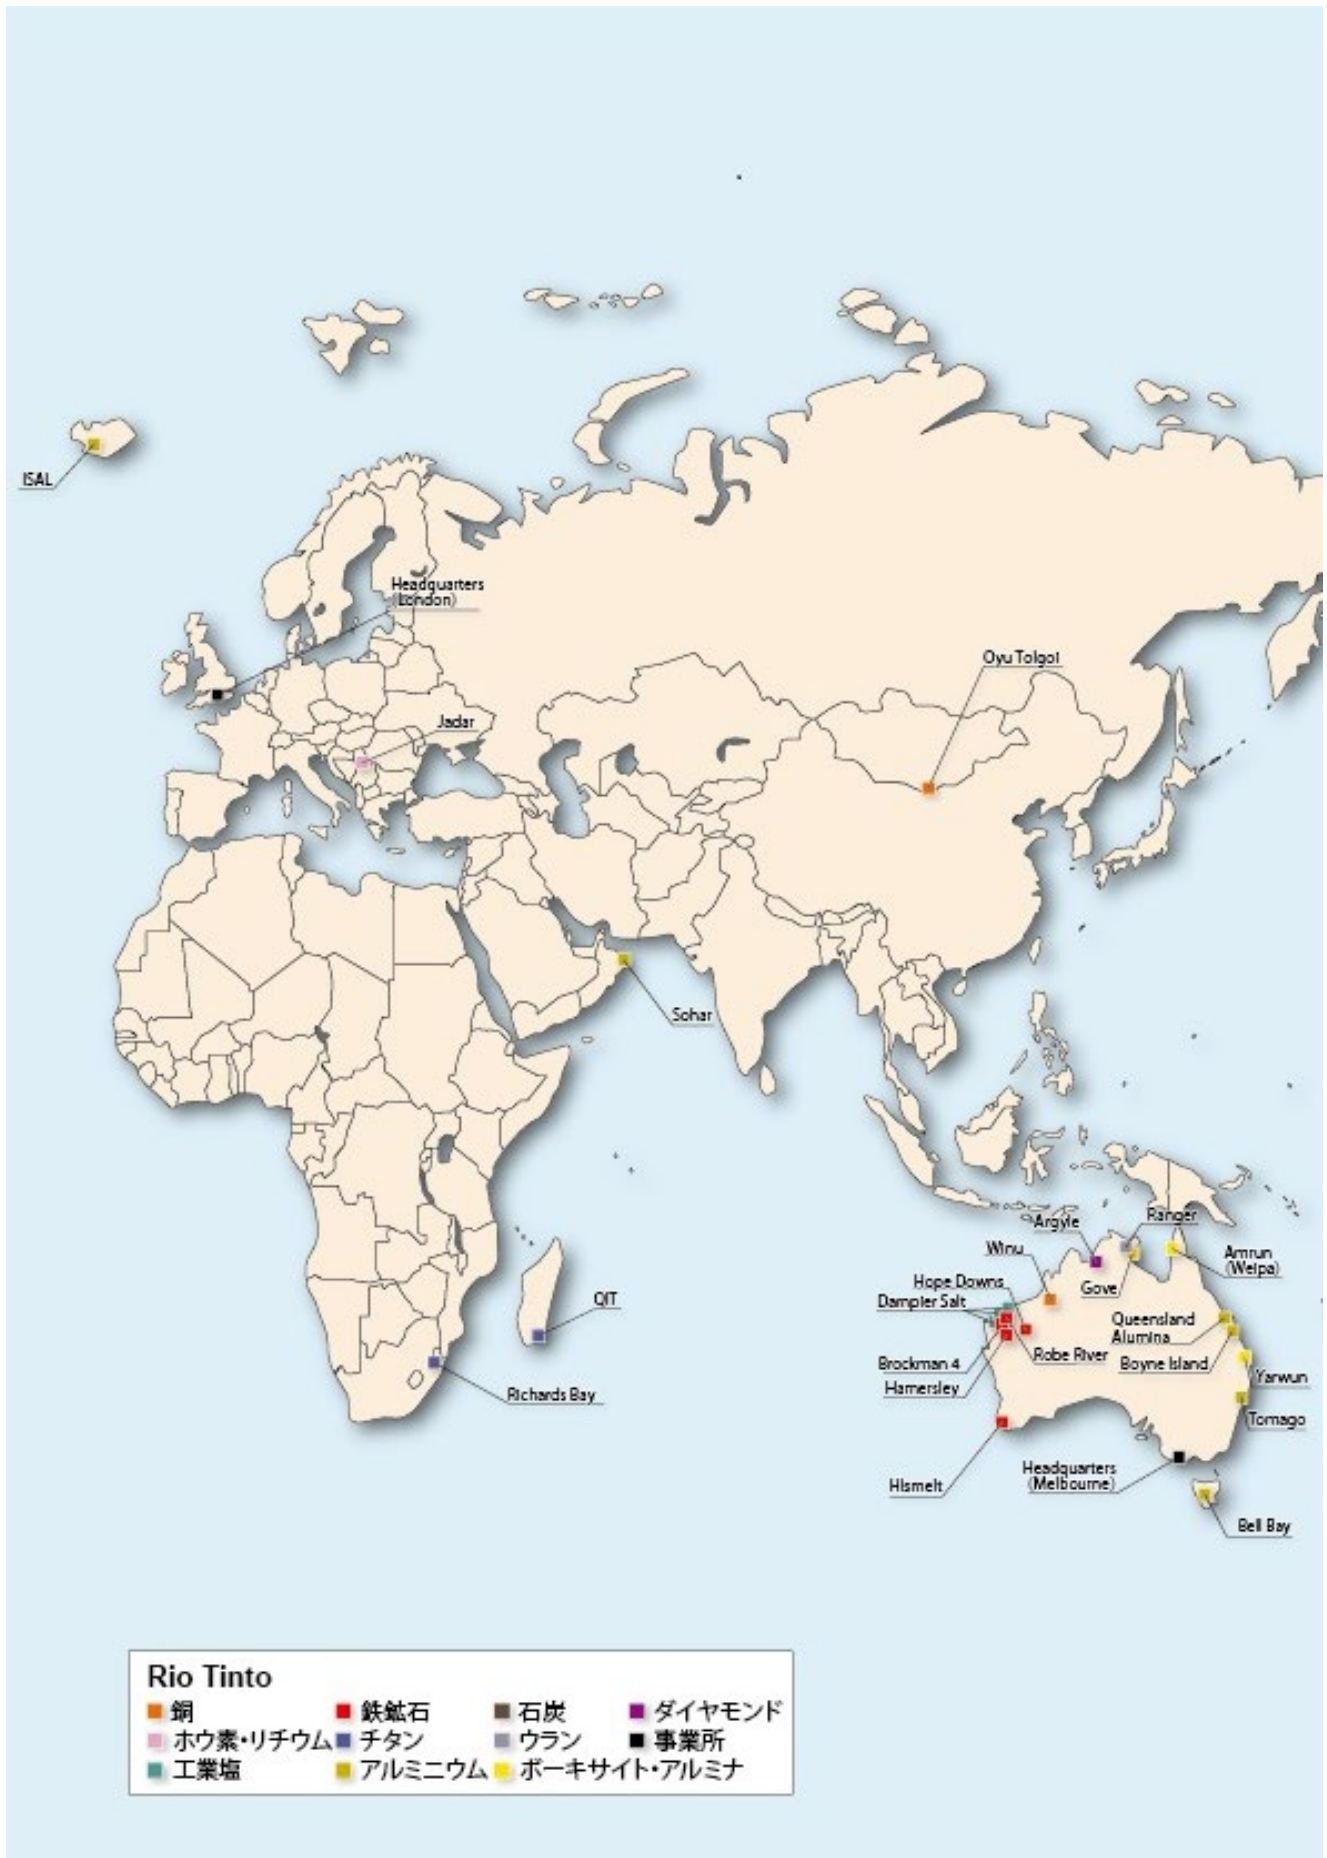 ISAL
Headquarters
(London)
Oyu Tolgoi
Jadar
Sohar
Ranger
Argyle
Winu
Amrun
(Weipa)
Hope Downs
Gove
QIT
Dampier Salt
Queensland
Alumina
Robe River
Brockman 4
Boyne Island
Yarwun
Hamersley
Richards Bay
Tomago
Headquarters
(Melbourne)
HIsmelt
Bell Bay
Rio Tinto
銅 鉄鉱石 石炭 ダイヤモンド
ホウ素・リチウム チタン ウラン 事業所
工業塩 アルミニウム ボーキサイト・アルミナ